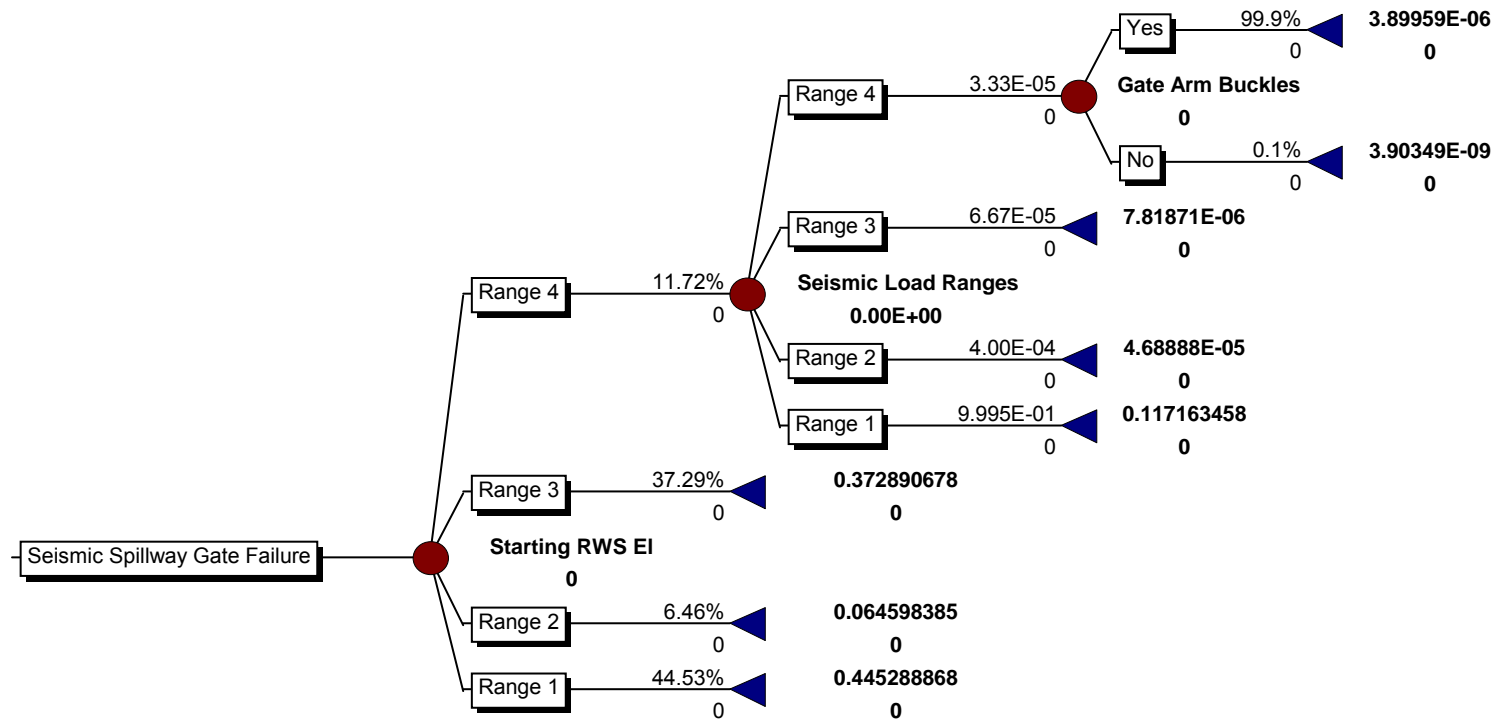 Yes 99.9% 3.89959E-06
0 0
Range 4 3.33E-05 Gate Arm Buckles
0 0
No 0.1% 3.90349E-09
0 0
Range 3 6.67E-05 7.81871E-06
0 0
Range 4 11.72% Seismic Load Ranges
0 0.00E+00
Range 2 4.00E-04 4.68888E-05
0 0
Range 1 9.995E-01 0.117163458
0 0
Range 3 37.29% 0.372890678
0 0
Seismic Spillway Gate Failure Starting RWS El
0
Range 2 6.46% 0.064598385
0 0
Range 1 44.53% 0.445288868
0 0